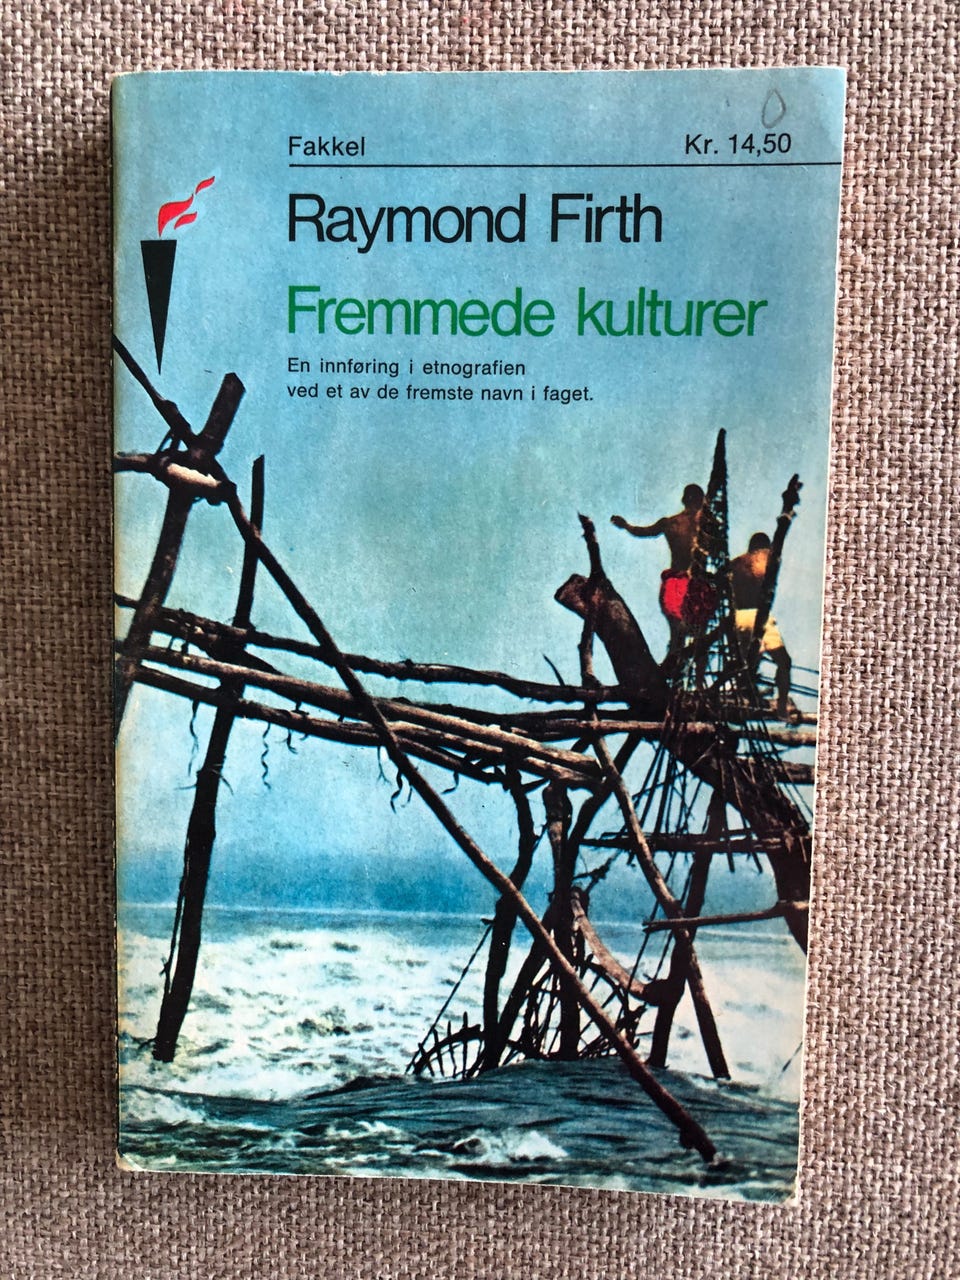 Fakkel Kr. 14,50
Raymond Firth
Fremmede kulturer
En innføring i etnografien
ved et av de fremste navn i faget.